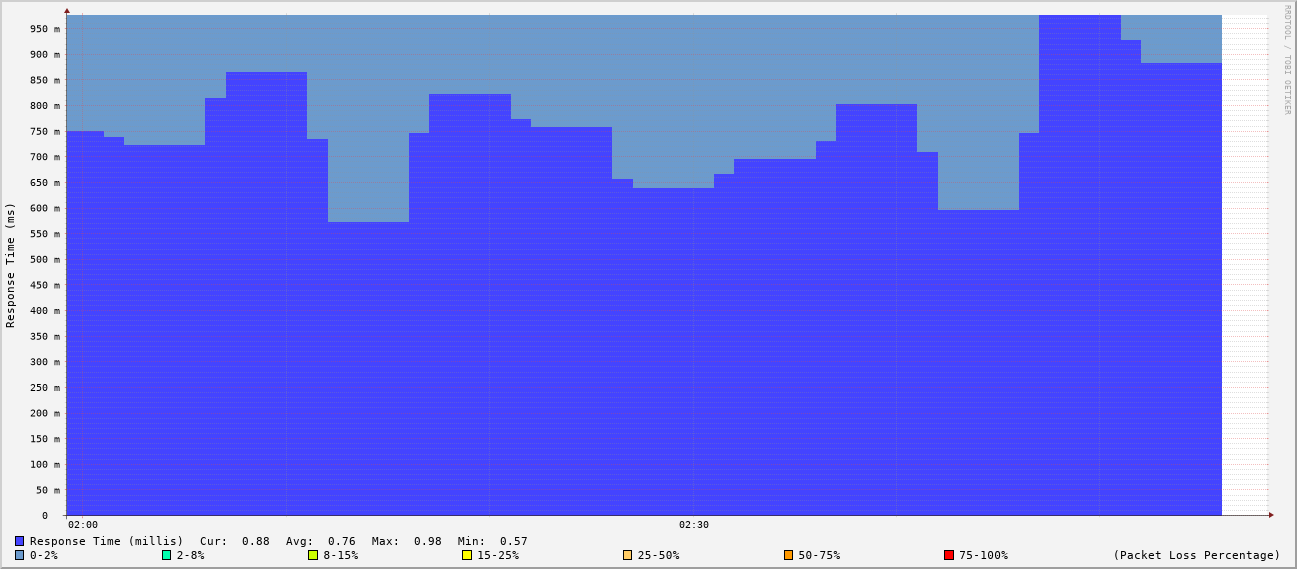 RRDTOOL / TOBI OETIKER
Response Time (ms)
950 m
900 m
850 m
800 m
750 m
700 m
650 m
600 m
550 m
500 m
450 m
400 m
350 m
300 m
250 m
200 m
150 m
100 m
50 m
0
02:00 02:30
Response Time (millis) Cur: 0.88 Avg: 0.76 Max: 0.98 Min: 0.57
0-2% 2-8% 8-15% 15-25% 25-50% 50-75% 75-100% (Packet Loss Percentage)